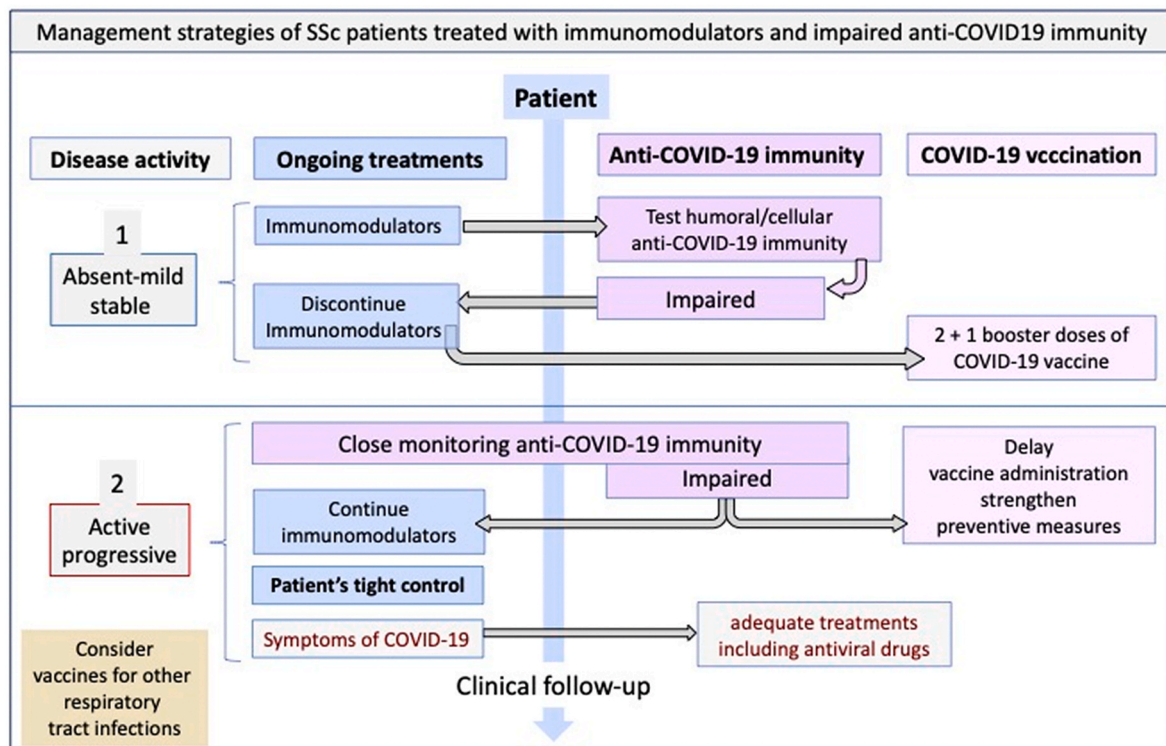 Management strategies of SSc patients treated with immunomodulators and impaired anti-COVID19 immunity
Patient
Disease activity
Ongoing treatments
Anti-COVID-19 immunity
COVID-19 vcccination
1
Absent-mild
stable
Immunomodulators
Test humoral/cellular
anti-COVID-19 immunity
Impaired
Discontinue
Immunomodulators
2 + 1 booster doses of
COVID-19 vaccine
2
Active
progressive
Close monitoring anti-COVID-19 immunity
Impaired
Continue
immunomodulators
Delay
vaccine administration
strengthen
preventive measures
Patient’s tight control
Symptoms of COVID-19
adequate treatments
including antiviral drugs
Consider
vaccines for other
respiratory
tract infections
Clinical follow-up